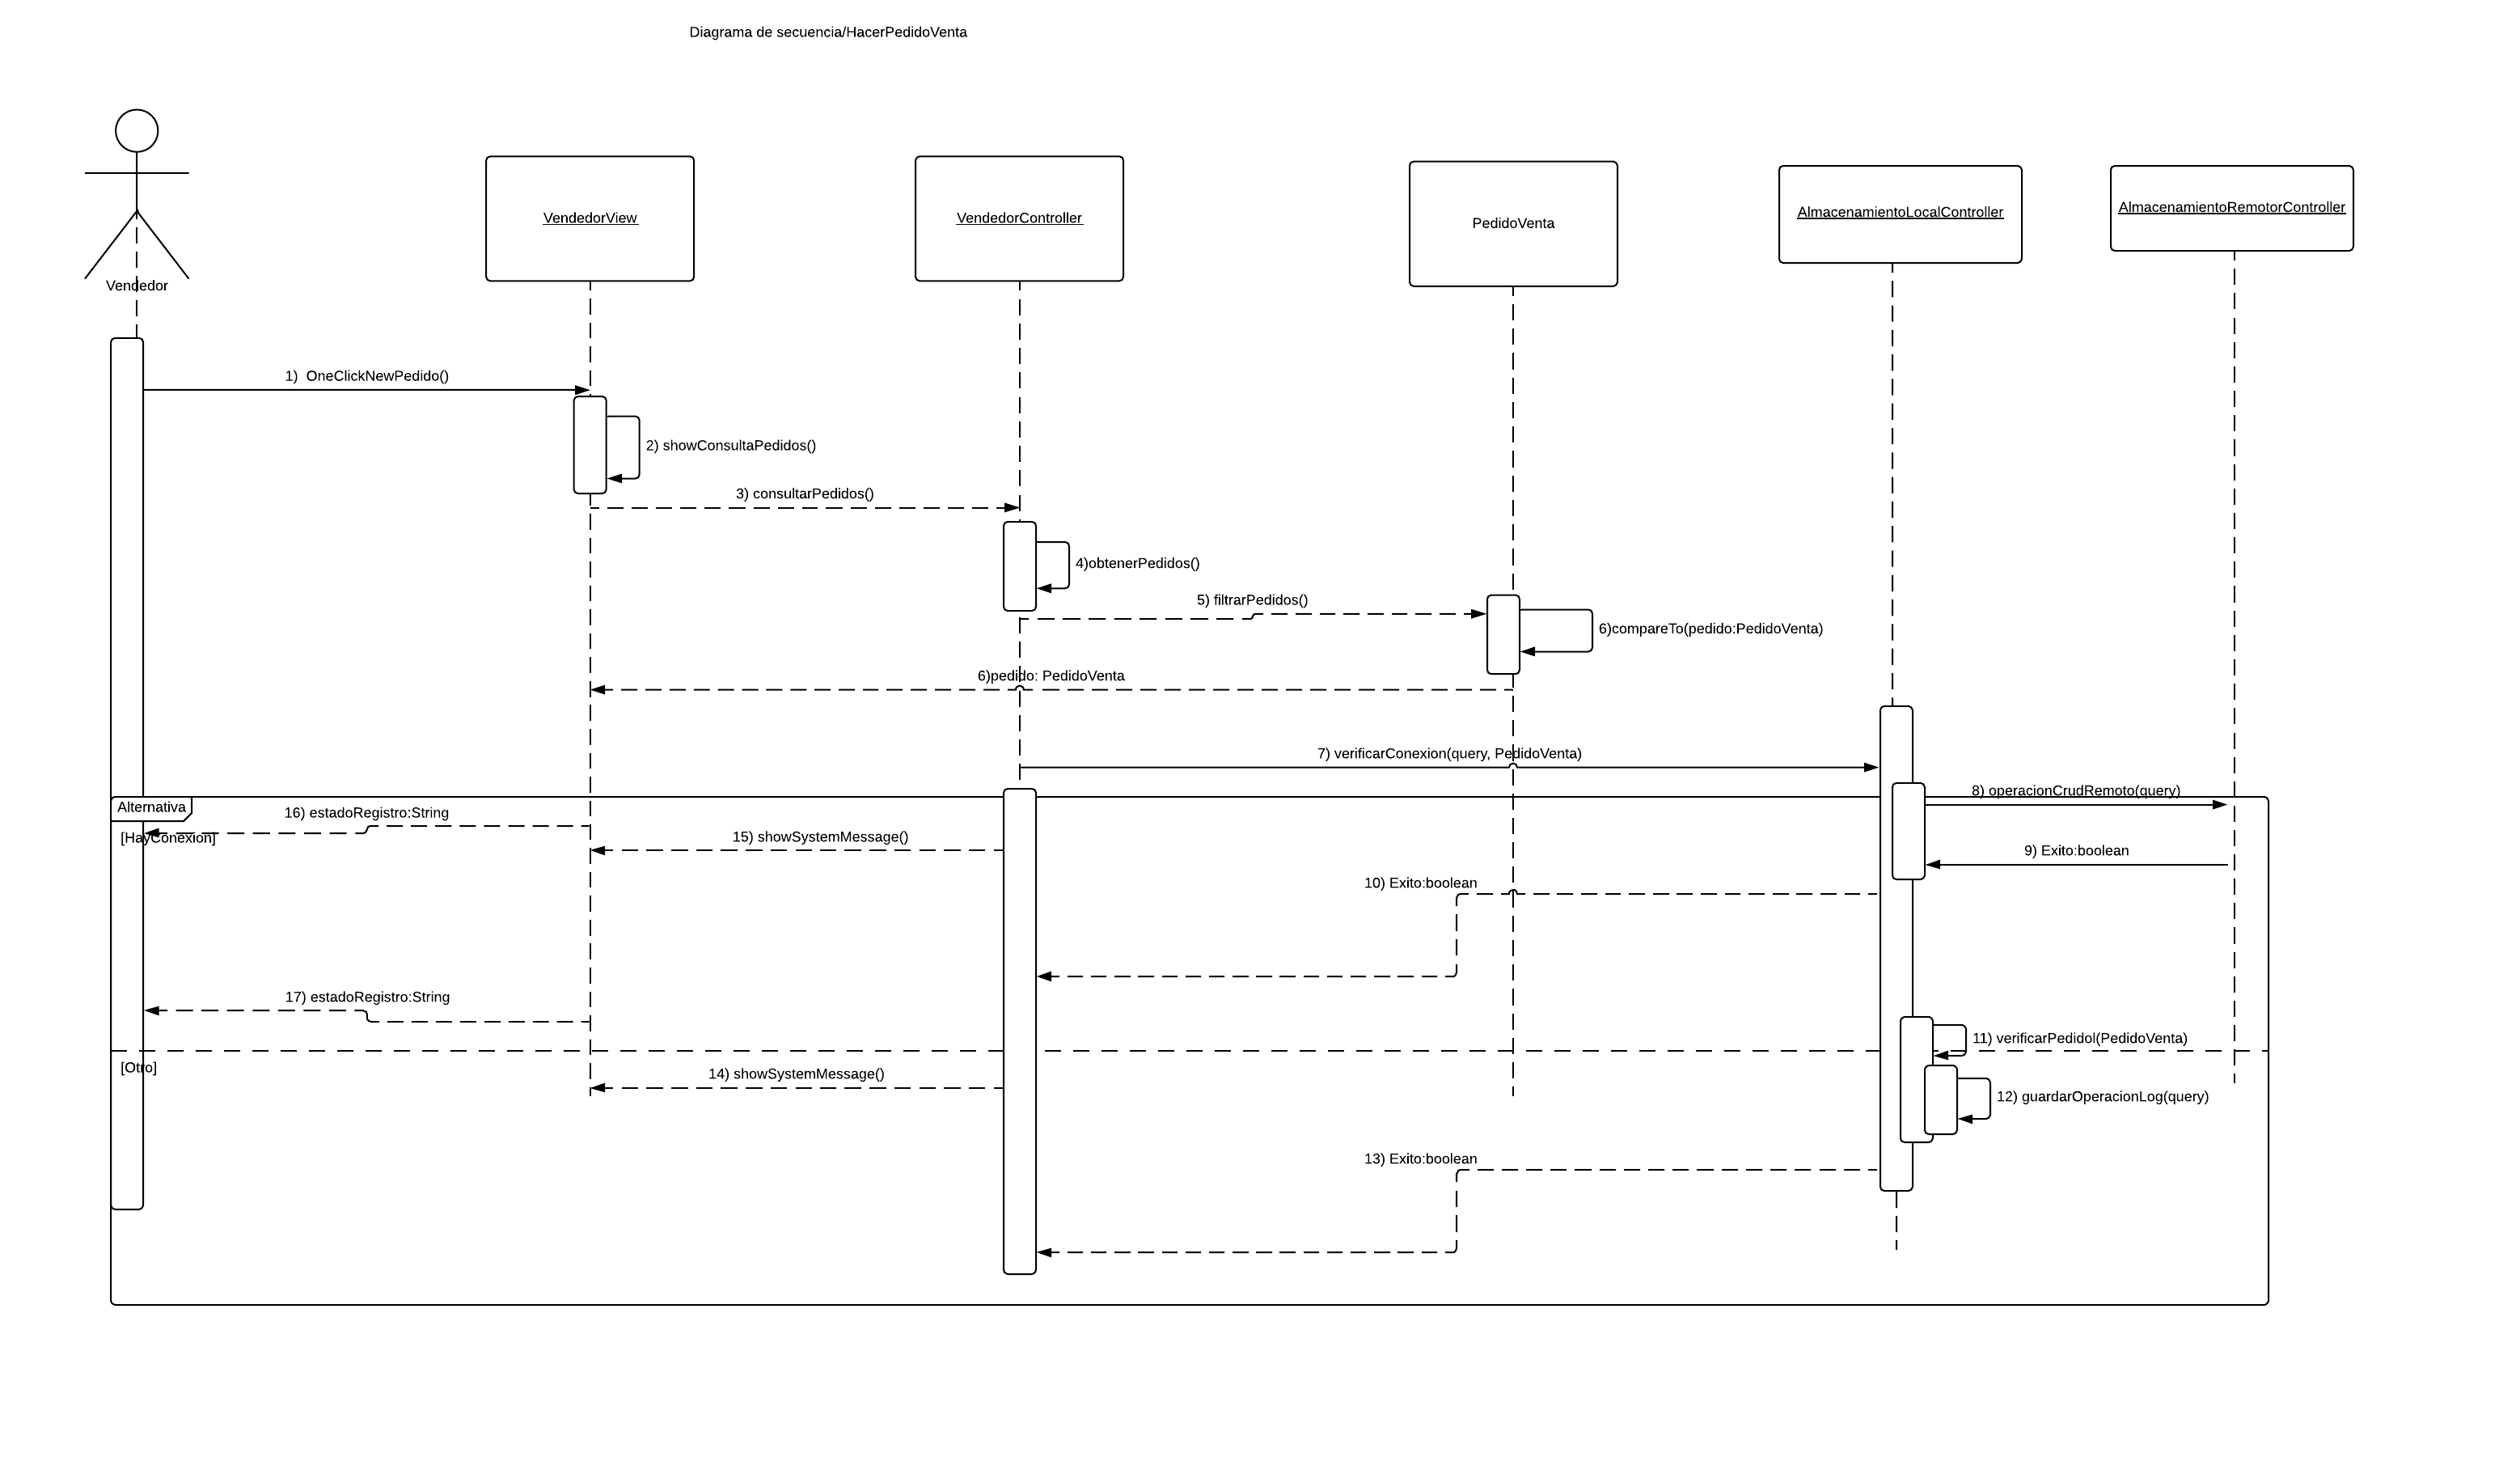 Diagrama de secuencia/HacerPedidoVenta
Vendedor
VendedorView
VendedorController
PedidoVenta
AlmacenamientoLocalController
AlmacenamientoRemotorController
1)  OneClickNewPedido()
2) showConsultaPedidos()
3) consultarPedidos()
4)obtenerPedidos()
5) filtrarPedidos()
6)compareTo(pedido:PedidoVenta)
6)pedido: PedidoVenta
7) verificarConexion(query, PedidoVenta)
8) operacionCrudRemoto(query)
Alternativa
16) estadoRegistro:String
[HayConexion]
15) showSystemMessage()
9) Exito:boolean
10) Exito:boolean
17) estadoRegistro:String
11) verificarPedidol(PedidoVenta)
[Otro]
14) showSystemMessage()
12) guardarOperacionLog(query)
13) Exito:boolean